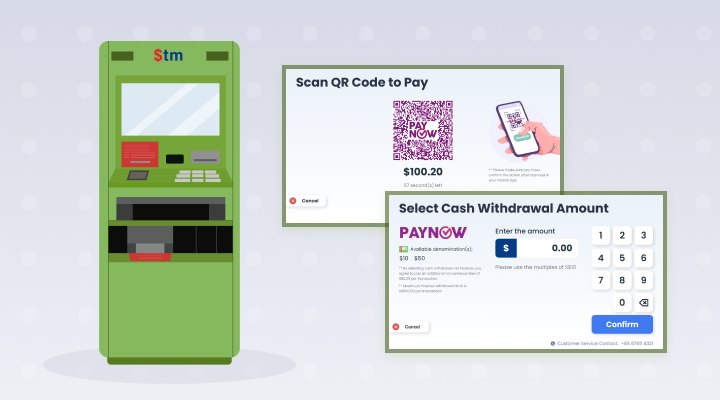 $tm
Scan QR Code to Pay
PAY
NOW
$100.20
57 second(s) left
** Please make sure you have
confirm the action after scanned in
your mobile app
Cancel
Select Cash Withdrawal Amount
PAYNOW
Available denomination(s):
$10 $50
Enter the amount
$ 0.00
Please use the multiples of S$10
1 2 3
4 5 6
7 8 9
0
** By selecting cash withdrawal via PayNow, you
agree to pay an additional convenience fee of
per transaction
** Maximum PayNow withdrawal limit is
per transaction
Cancel
Confirm
Customer Service Contact: +65 8765 4321